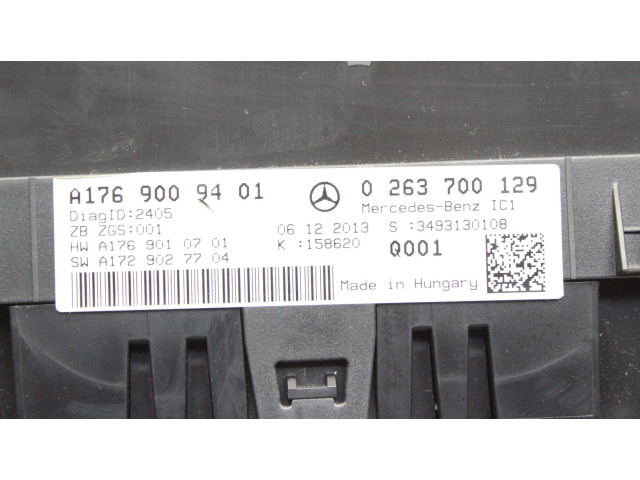 A176 900 94 01 0 263 700 129
DiagID:2405 Mercedes-Benz IC1
ZB ZGS:001 06 12 2013 S :3493130108
HW A176 901 07 01 K :158620 Q001
SW A172 902 77 04
Made in Hungary